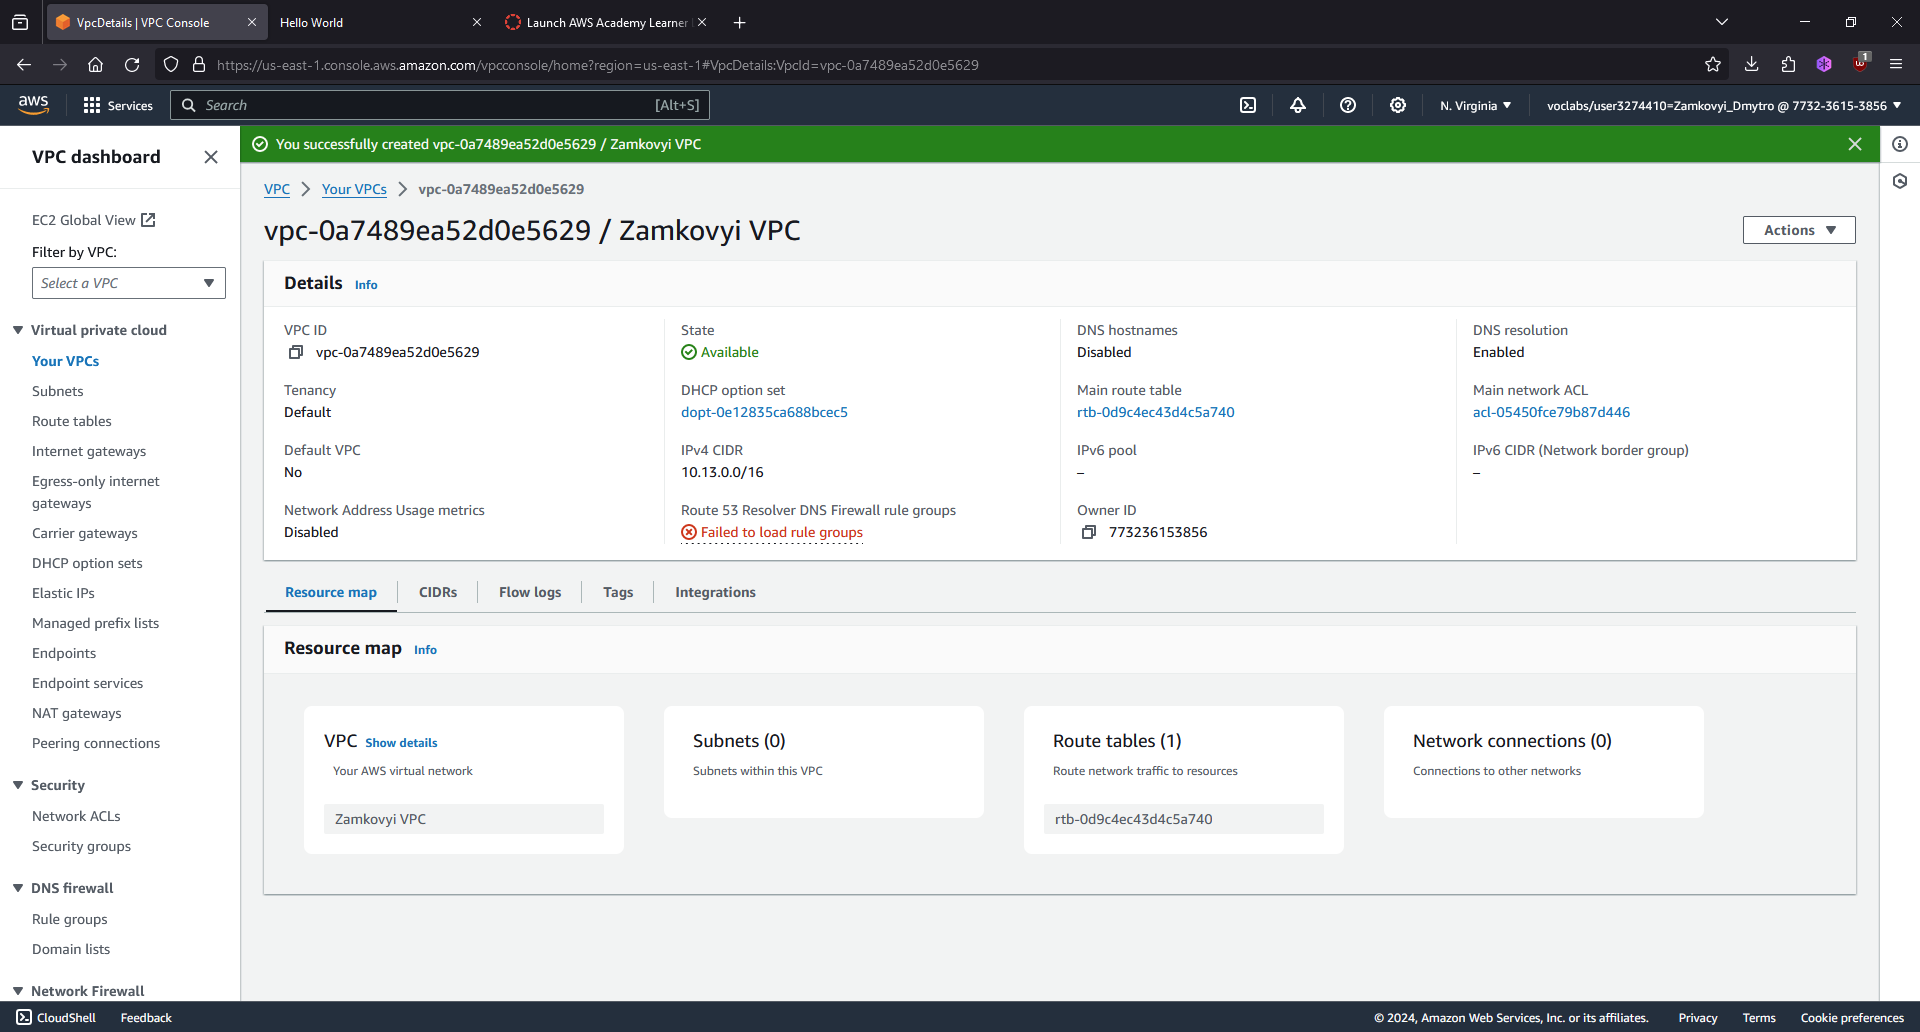 VpcDetails | VPC Console
Hello World
Launch AWS Academy Learner
https://us-east-1.console.aws.amazon.com/vpcconsole/home?region=us-east-1#VpcDetails:VpcId=vpc-0a7489ea52d0e5629
1
aws
Services
Search
[Alt+S]
N. Virginia
voclabs/user3274410=Zamkovyi_Dmytro @ 7732-3615-3856
VPC dashboard
EC2 Global View
Filter by VPC:
Select a VPC
Virtual private cloud
Your VPCs
Subnets
Route tables
Internet gateways
Egress-only internet
gateways
Carrier gateways
DHCP option sets
Elastic IPs
Managed prefix lists
Endpoints
Endpoint services
NAT gateways
Peering connections
Security
Network ACLs
Security groups
DNS firewall
Rule groups
Domain lists
Network Firewall
You successfully created vpc-0a7489ea52d0e5629 / Zamkovyi VPC
VPC
Your VPCs
vpc-0a7489ea52d0e5629
vpc-0a7489ea52d0e5629 / Zamkovyi VPC
Actions
Details
Info
VPC ID
vpc-0a7489ea52d0e5629
State
Available
DNS hostnames
Disabled
DNS resolution
Enabled
Tenancy
Default
DHCP option set
dopt-0e12835ca688bcec5
Main route table
rtb-0d9c4ec43d4c5a740
Main network ACL
acl-05450fce79b87d446
Default VPC
No
IPv4 CIDR
10.13.0.0/16
IPv6 pool
–
IPv6 CIDR (Network border group)
–
Network Address Usage metrics
Disabled
Route 53 Resolver DNS Firewall rule groups
Failed to load rule groups
Owner ID
773236153856
Resource map
CIDRs
Flow logs
Tags
Integrations
Resource map
Info
VPC
Show details
Your AWS virtual network
Zamkovyi VPC
Subnets (0)
Subnets within this VPC
Route tables (1)
Route network traffic to resources
rtb-0d9c4ec43d4c5a740
Network connections (0)
Connections to other networks
CloudShell
Feedback
© 2024, Amazon Web Services, Inc. or its affiliates.
Privacy
Terms
Cookie preferences